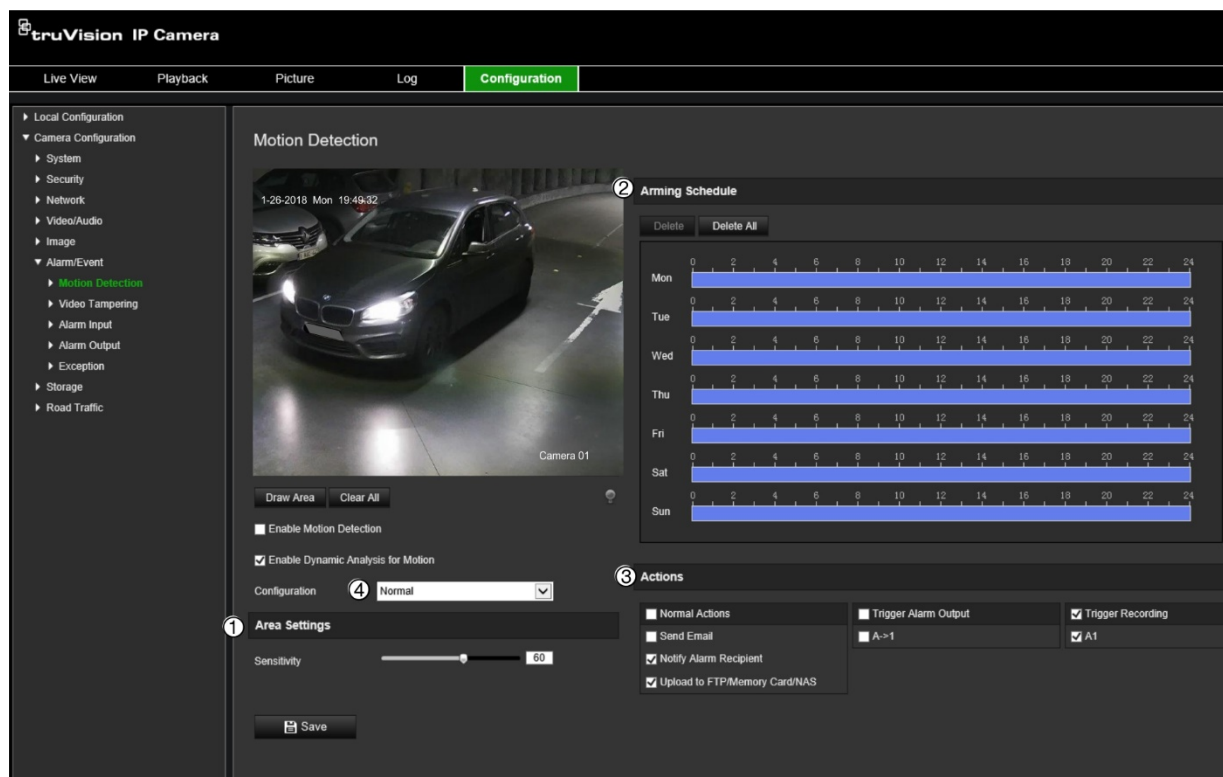 truVision IP Camera
Live View Playback Picture Log Configuration
Local Configuration
Camera Configuration
System
Security
Network
Video/Audio
Image
Alarm/Event
Motion Detection
Video Tampering
Alarm Input
Alarm Output
Exception
Storage
Road Traffic
Motion Detection
1-26-2018 Mon 19:49:32
Camera 01
Draw Area Clear All
Enable Motion Detection
Enable Dynamic Analysis for Motion
Configuration 4 Normal
1 Area Settings
Sensitivity 60
Save
2 Arming Schedule
Delete Delete All
0 2 4 6 8 10 12 14 16 18 20 22 24
Mon
0 2 4 6 8 10 12 14 16 18 20 22 24
Tue
0 2 4 6 8 10 12 14 16 18 20 22 24
Wed
0 2 4 6 8 10 12 14 16 18 20 22 24
Thu
0 2 4 6 8 10 12 14 16 18 20 22 24
Fri
0 2 4 6 8 10 12 14 16 18 20 22 24
Sat
0 2 4 6 8 10 12 14 16 18 20 22 24
Sun
3 Actions
Normal Actions Trigger Alarm Output Trigger Recording
Send Email A->1 A1
Notify Alarm Recipient
Upload to FTP/Memory Card/NAS